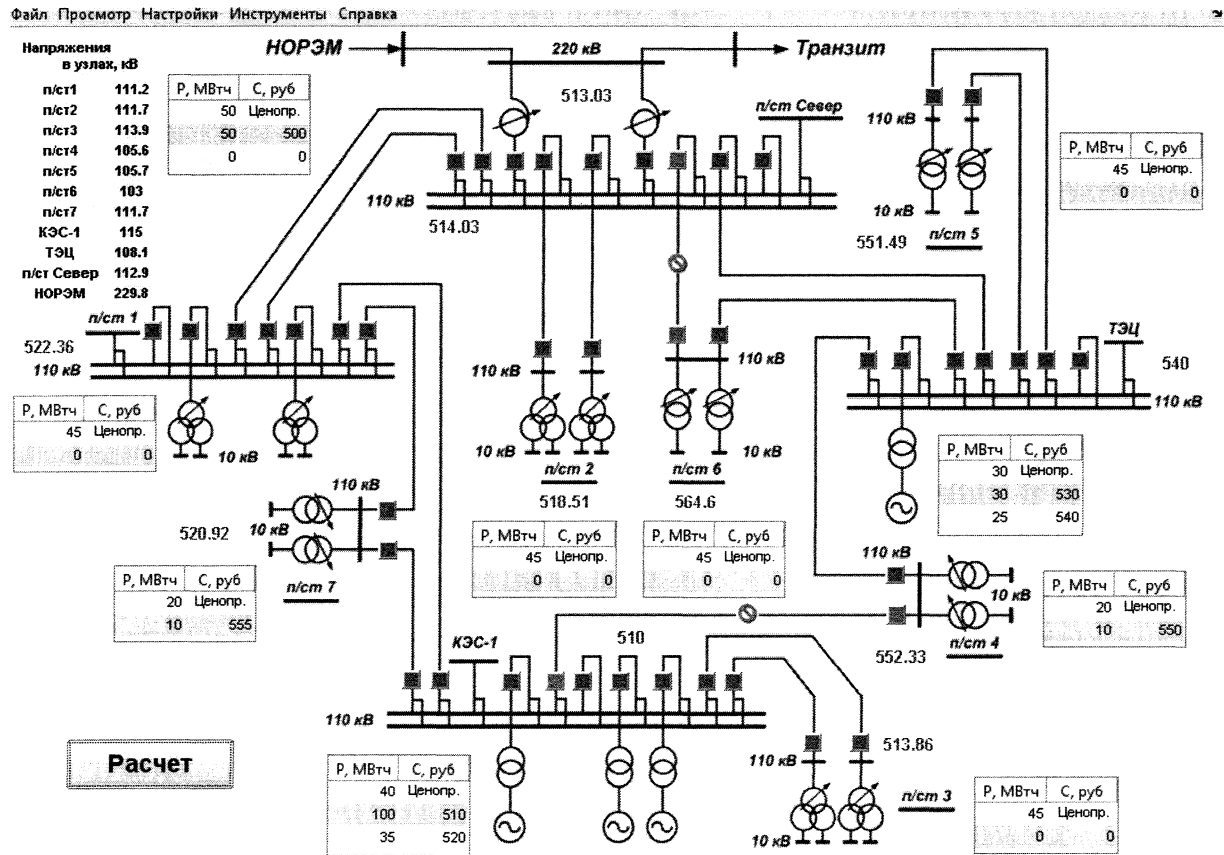 Файл Просмотр Настройки Инструменты Справка
Напряжения
в узлах, кВ
п/ст1 111.2
п/ст2 111.7
п/ст3 113.9
п/ст4 105.6
п/ст5 105.7
п/ст6 103
п/ст7 111.7
КЭС-1 115
ТЭЦ 108.1
п/ст Север 112.9
НОРЭМ 229.8
P, МВтч С, руб
50 Ценопр.
50 500
0 0
НОРЭМ
220 кВ
Транзит
513.03
п/ст Север
110 кВ
514.03
110 кВ
10 кВ
551.49
п/ст 5
P, МВтч С, руб
45 Ценопр.
0 0
п/ст 1
522.36
110 кВ
P, МВтч С, руб
45 Ценопр.
0 0
10 кВ
110 кВ
10 кВ
п/ст 2
518.51
P, МВтч С, руб
45 Ценопр.
0 0
110 кВ
10 кВ
п/ст 6
564.6
P, МВтч С, руб
45 Ценопр.
0 0
ТЭЦ
540
110 кВ
P, МВтч С, руб
30 Ценопр.
30 530
25 540
110 кВ
520.92
10 кВ
п/ст 7
P, МВтч С, руб
20 Ценопр.
10 555
110 кВ
10 кВ
п/ст 4
552.33
P, МВтч С, руб
20 Ценопр.
10 550
КЭС-1
510
110 кВ
Расчет
P, МВтч С, руб
40 Ценопр.
100 510
35 520
513.86
110 кВ
п/ст 3
10 кВ
P, МВтч С, руб
45 Ценопр.
0 0